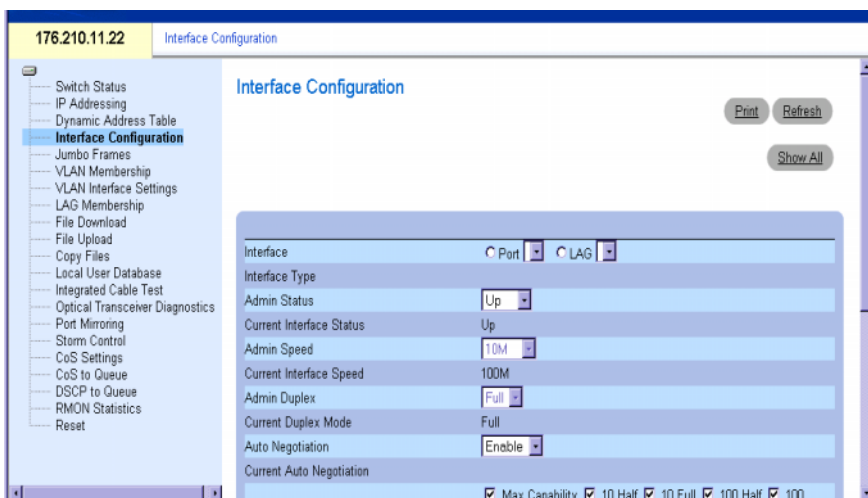 176.210.11.22
Interface Configuration
Switch Status
IP Addressing
Dynamic Address Table
Interface Configuration
Jumbo Frames
VLAN Membership
VLAN Interface Settings
LAG Membership
File Download
File Upload
Copy Files
Local User Database
Integrated Cable Test
Optical Transceiver Diagnostics
Port Mirroring
Storm Control
CoS Settings
CoS to Queue
DSCP to Queue
RMON Statistics
Reset
Interface Configuration
Print Refresh
Show All
Interface Port LAG
Interface Type
Admin Status Up
Current Interface Status Up
Admin Speed 10M
Current Interface Speed 100M
Admin Duplex Full
Current Duplex Mode Full
Auto Negotiation Enable
Current Auto Negotiation
Max Capability 10 Half 10 Full 100 Half 100